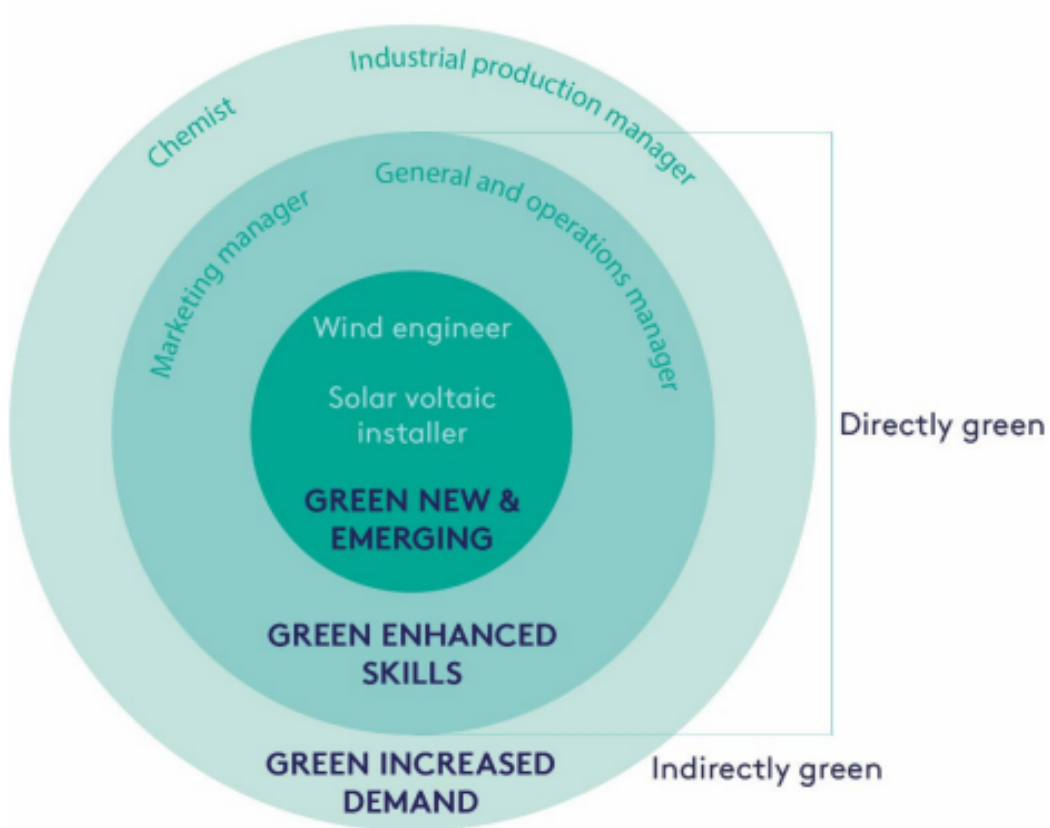 Industrial production manager
Chemist
General and operations manager
Marketing manager
Wind engineer
Solar voltaic
installer
GREEN NEW &
EMERGING
Directly green
GREEN ENHANCED
SKILLS
GREEN INCREASED
DEMAND
Indirectly green